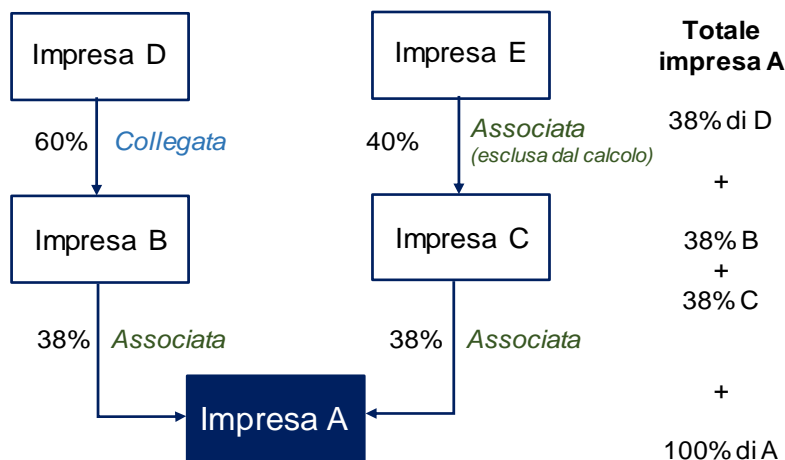 Impresa D
Impresa E
Totale
impresa A
60%
Collegata
40%
Associata
(esclusa dal calcolo)
38% di D
+
Impresa B
Impresa C
38% B
+
38% C
38%
Associata
38%
Associata
+
Impresa A
100% di A